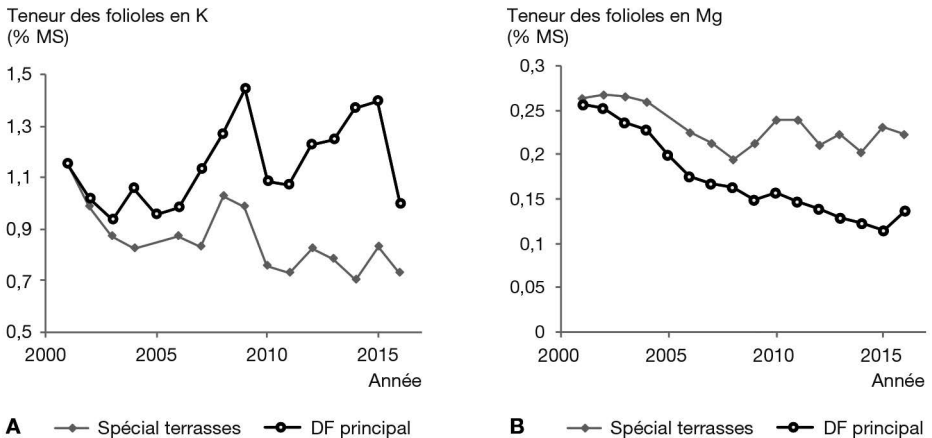 Teneur des folioles en K
(% MS)
1,5
1,3
1,1
0,9
0,7
0,5
2000 2005 2010 2015
Année
A Spécial terrasses DF principal
Teneur des folioles en Mg
(% MS)
0,3
0,25
0,2
0,15
0,1
0,05
0
2000 2005 2010 2015
Année
B Spécial terrasses DF principal